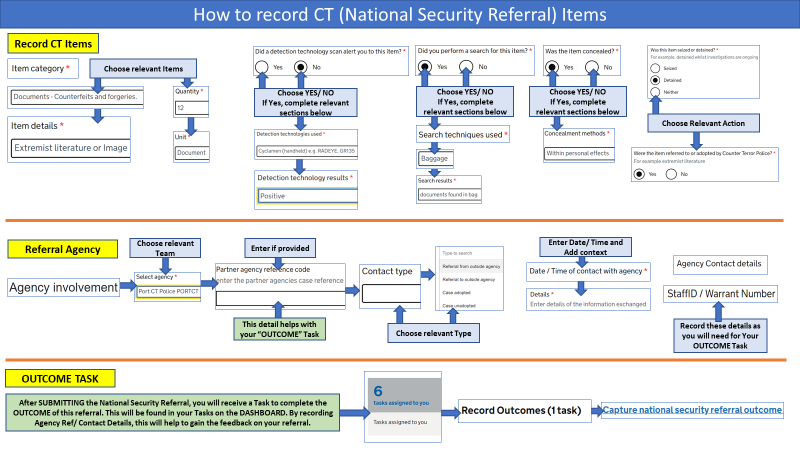 How to record CT (National Security Referral) Items
Record CT Items
Item category *
Choose relevant Items
Documents - Counterfeits and forgeries.
Quantity *
12
Item details *
Extremist literature or Image
Unit *
Document
Did a detection technology scan alert you to this item? *
Yes
No
Choose YES/ NO
If Yes, complete
relevant
sections below
Detection technologies used *
Cyclamen (handheld) e.g. RADEYE, GR135
Detection technology results *
Positive
Did you perform a search for this item? *
Yes
No
Choose YES/ NO
If Yes, complete
relevant sections below
Search techniques used *
Baggage
Search results *
documents found in bag.
Was the item concealed? *
Yes
No
Choose YES/ NO
If Yes, complete relevant
sections below
Concealment methods *
Within personal effects
Was this item seized or detained? *
For example, detained whilst investigations are ongoing
Seized
Detained
Neither
Choose Relevant Action
Were the item referred to or adopted by Counter Terror Police? *
For example extremist literature
Yes
No
Referral Agency
Choose relevant
Team
Agency involvement
Select agency *
Port CT Police PORTCT
Enter if provided
Partner agency reference code
enter the partner agencies case reference
This detail helps with
your "OUTCOME" Task
Contact type
Type to search
Referral from outside agency
Referral to outside agency
Case adopted
Case unadopted
Choose relevant Type
Enter Date/ Time and
Add context
Date / Time of contact with agency *
Details *
Enter details of the information exchanged
Agency Contact details
StaffID / Warrant Number
Record these details as
you will need for Your
OUTCOME Task
OUTCOME TASK
After SUBMITTING the National Security Referral, you will receive a Task to complete the
OUTCOME of this referral. This will be found in your Tasks on the DASHBOARD. By recording
Agency Ref/ Contact Details, this will help to gain the feedback on your referral.
6
tasks assigned to you
Tasks assigned to you
Record Outcomes (1 task)
Capture national security referral outcome